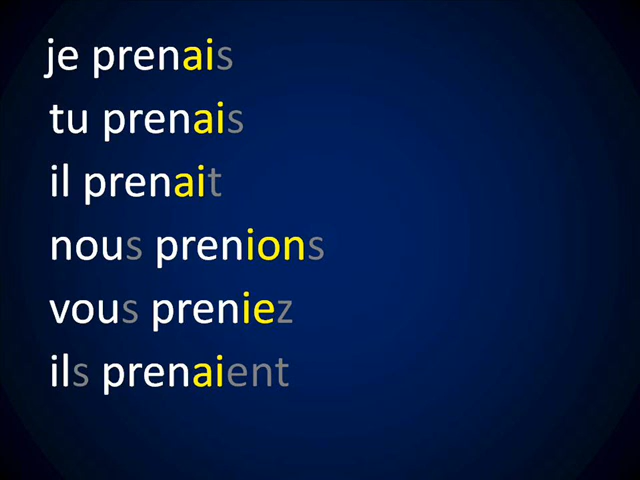 je prenais
tu prenais
il prenait
nous prenions
vous preniez
ils prenaient